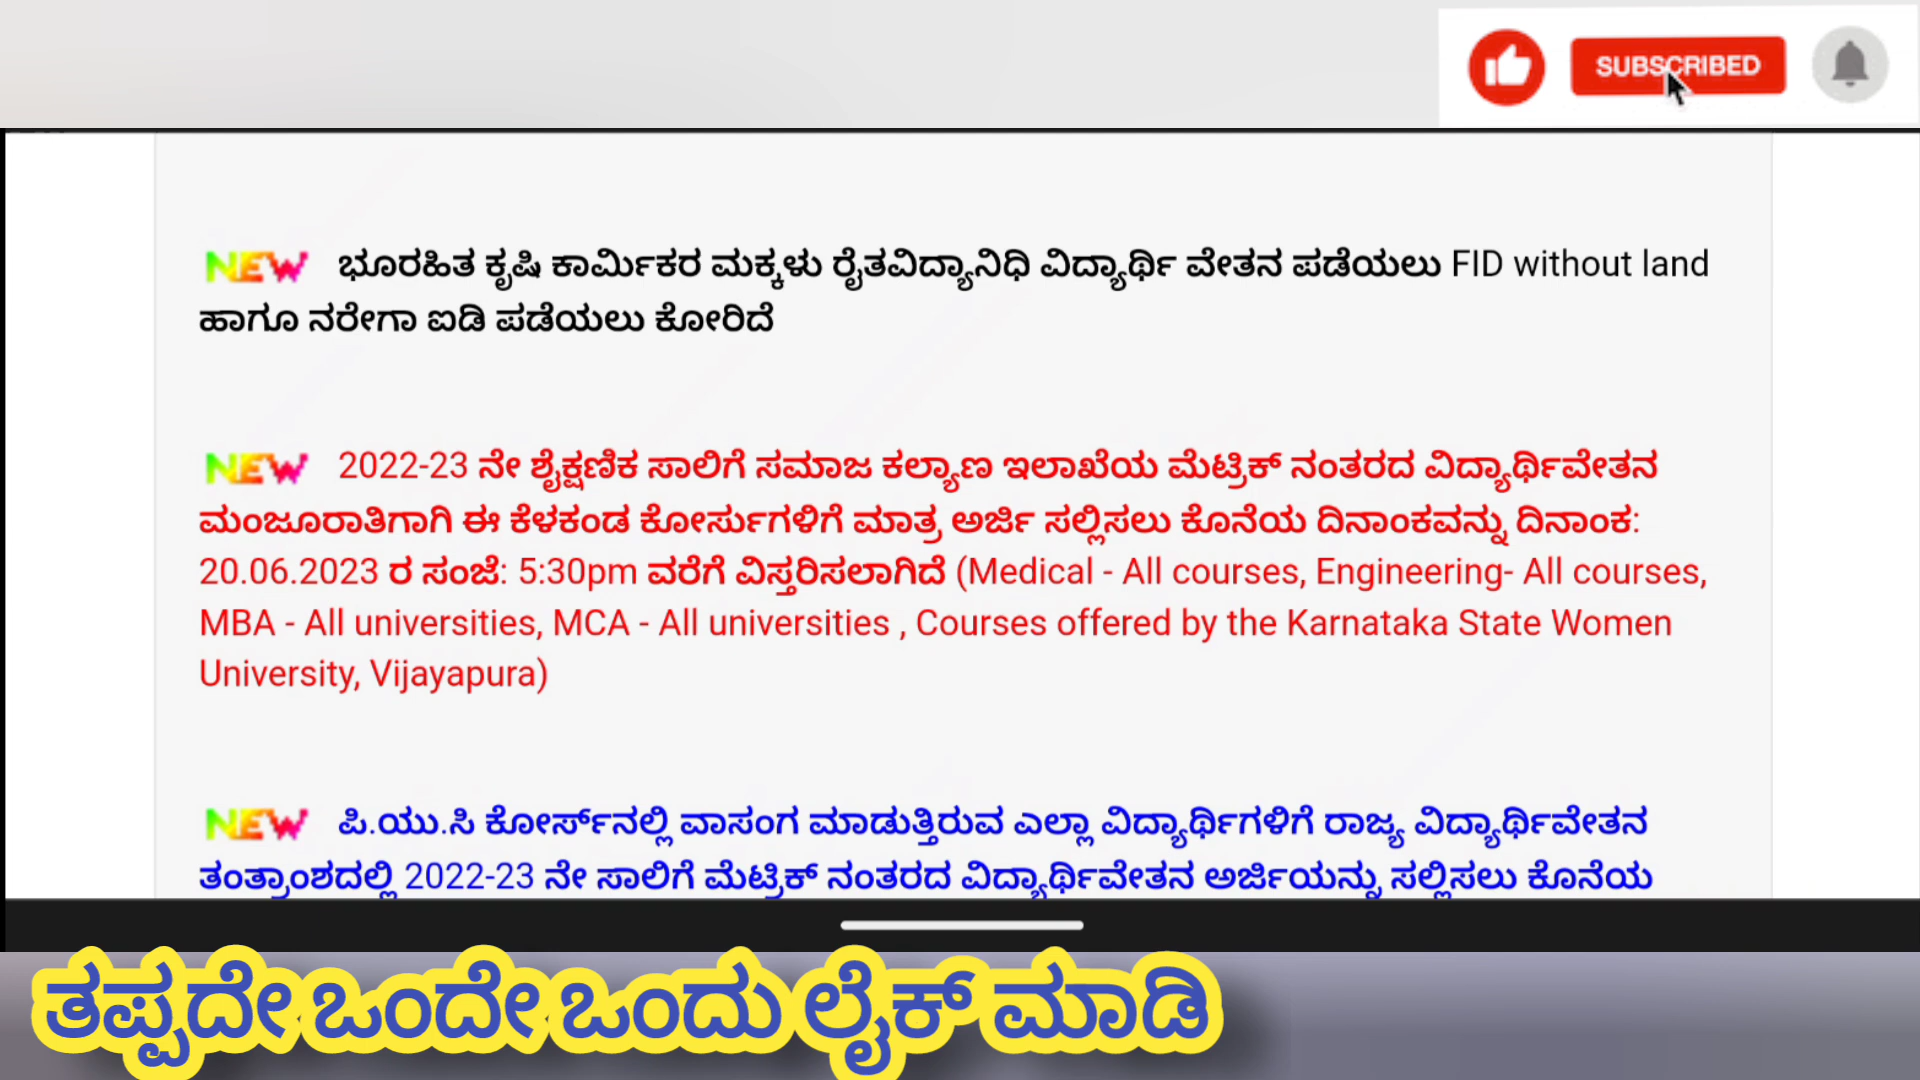 SUBSCRIBED
NEW ಭೂರಹಿತ ಕೃಷಿ ಕಾರ್ಮಿಕರ ಮಕ್ಕಳು ರೈತವಿದ್ಯಾನಿಧಿ ವಿದ್ಯಾರ್ಥಿ ವೇತನ ಪಡೆಯಲು FID without land
ಹಾಗೂ ನರೇಗಾ ಐಡಿ ಪಡೆಯಲು ಕೋರಿದೆ
NEW 2022-23 ನೇ ಶೈಕ್ಷಣಿಕ ಸಾಲಿಗೆ ಸಮಾಜ ಕಲ್ಯಾಣ ಇಲಾಖೆಯ ಮೆಟ್ರಿಕ್ ನಂತರದ ವಿದ್ಯಾರ್ಥಿವೇತನ
ಮಂಜೂರಾತಿಗಾಗಿ ಈ ಕೆಳಕಂಡ ಕೋರ್ಸುಗಳಿಗೆ ಮಾತ್ರ ಅರ್ಜಿ ಸಲ್ಲಿಸಲು ಕೊನೆಯ ದಿನಾಂಕವನ್ನು ದಿನಾಂಕ:
20.06.2023 ರ ಸಂಜೆ: 5:30pm ವರೆಗೆ ವಿಸ್ತರಿಸಲಾಗಿದೆ (Medical - All courses, Engineering- All courses,
MBA - All universities, MCA - All universities , Courses offered by the Karnataka State Women
University, Vijayapura)
NEW ಪಿ.ಯು.ಸಿ ಕೋರ್ಸ್‌ನಲ್ಲಿ ವಾಸಂಗ ಮಾಡುತ್ತಿರುವ ಎಲ್ಲಾ ವಿದ್ಯಾರ್ಥಿಗಳಿಗೆ ರಾಜ್ಯ ವಿದ್ಯಾರ್ಥಿವೇತನ
ತಂತ್ರಾಂಶದಲ್ಲಿ 2022-23 ನೇ ಸಾಲಿಗೆ ಮೆಟ್ರಿಕ್ ನಂತರದ ವಿದ್ಯಾರ್ಥಿವೇತನ ಅರ್ಜಿಯನ್ನು ಸಲ್ಲಿಸಲು ಕೊನೆಯ
ತಪ್ಪದೇ ಒಂದೇ ಒಂದು ಲೈಕ್ ಮಾಡಿ